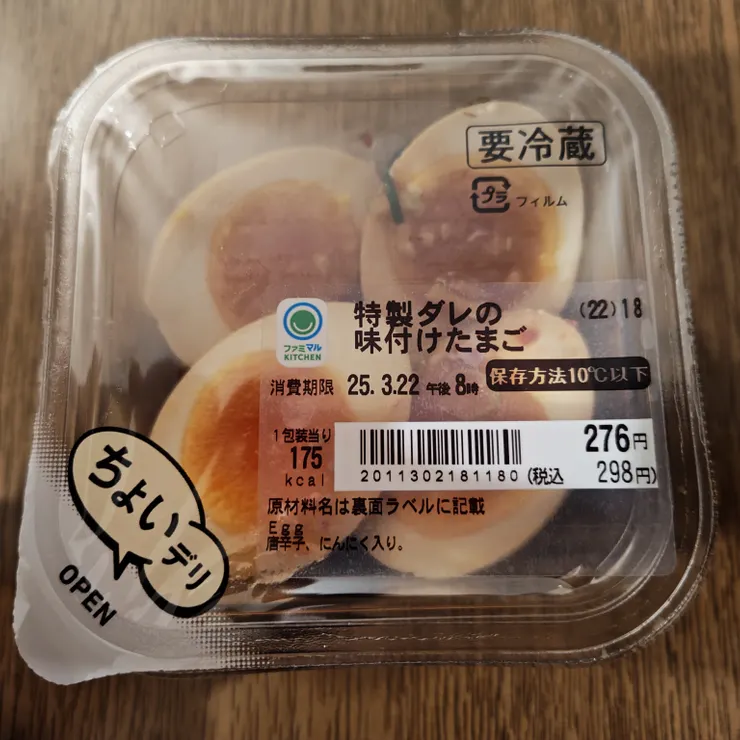 要冷蔵
プラ フィルム
特製ダレの
味付けたまご
(22)18
ファミマル
KITCHEN
消費期限 25.3.22 午後8時
保存方法10℃以下
1包装当り
175
kcal
2011302181180
276円
(税込 298円)
原材料名は裏面ラベルに記載
Egg
唐辛子、にんにく入り。
ちょい
デリ
OPEN